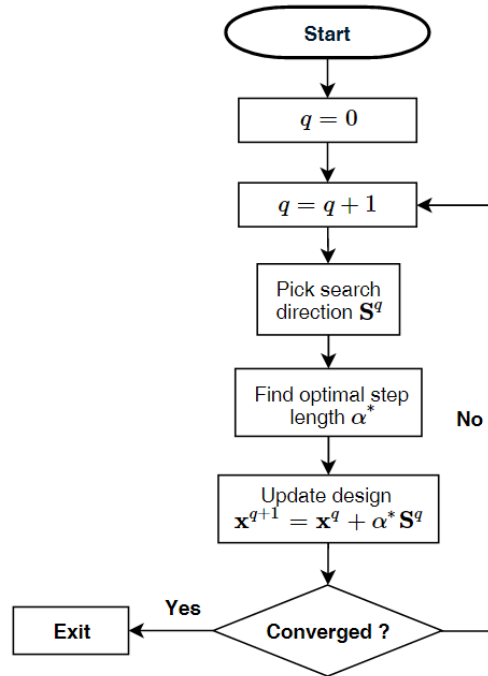 Start
q = 0
q = q + 1
Pick search
direction S^q
Find optimal step
length α*
No
Update design
x^{q+1} = x^q + α* S^q
Yes
Exit
Converged ?